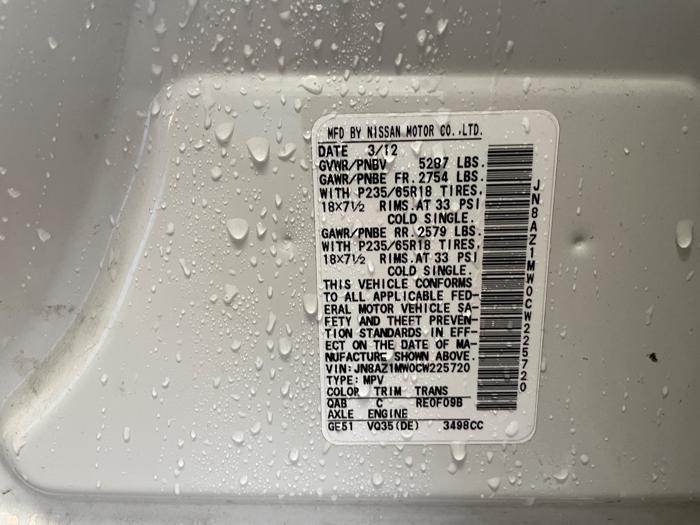 MFD BY NISSAN MOTOR CO.,LTD.
DATE 3/12
GVWR/PNBV 5287 LBS.
GAWR/PNBE FR. 2754 LBS.
WITH P235/65R18 TIRES,
18×7½ RIMS.AT 33 PSI
COLD SINGLE.
GAWR/PNBE RR. 2579 LBS.
WITH P235/65R18 TIRES,
18×7½ RIMS.AT 33 PSI
COLD SINGLE.
THIS VEHICLE CONFORMS
TO ALL APPLICABLE FED-
ERAL MOTOR VEHICLE SA-
FETY AND THEFT PREVEN-
TION STANDARDS IN EFF-
ECT ON THE DATE OF MA-
NUFACTURE SHOWN ABOVE.
VIN:JN8AZ1MW0CW225720
TYPE: MPV
COLOR TRIM TRANS
QAB C RE0F09B
AXLE ENGINE
GE51 VQ35(DE) 3498CC
JN8AZ1MW0CW225720